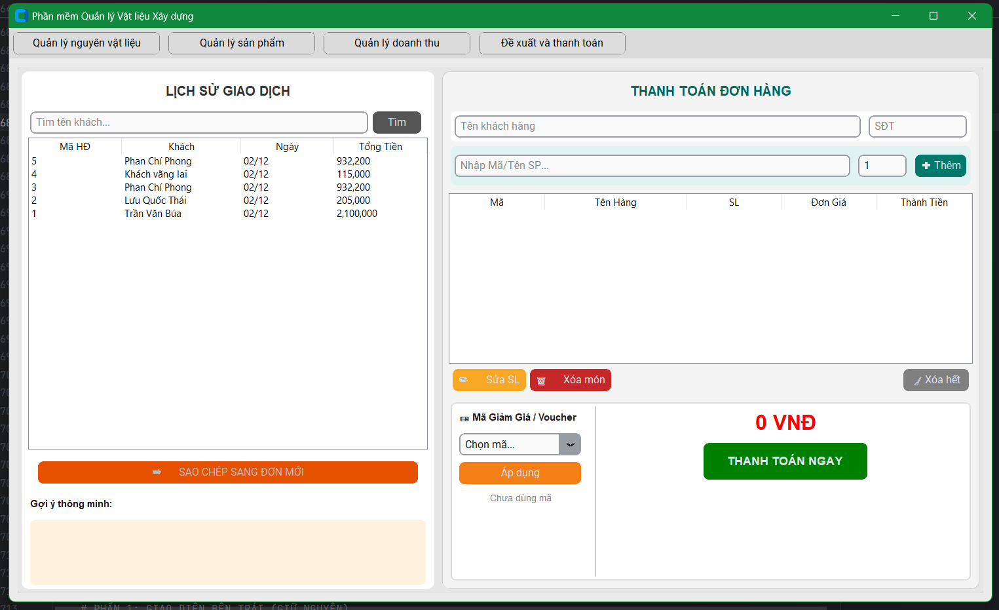 Phần mềm Quản lý Vật liệu Xây dựng
Quản lý nguyên vật liệu Quản lý sản phẩm Quản lý doanh thu Đề xuất và thanh toán
LỊCH SỬ GIAO DỊCH
Tìm tên khách... Tìm
Mã HĐ Khách Ngày Tổng Tiền
5 Phan Chí Phong 02/12 932,200
4 Khách vãng lai 02/12 115,000
3 Phan Chí Phong 02/12 932,200
2 Lưu Quốc Thái 02/12 205,000
1 Trần Văn Búa 02/12 2,100,000
SAO CHÉP SANG ĐƠN MỚI
Gợi ý thông minh:
THANH TOÁN ĐƠN HÀNG
Tên khách hàng SĐT
Nhập Mã/Tên SP... 1 Thêm
Mã Tên Hàng SL Đơn Giá Thành Tiền
Sửa SL Xóa món Xóa hết
Mã Giảm Giá / Voucher
Chọn mã...
Áp dụng
Chưa dùng mã
0 VNĐ
THANH TOÁN NGAY
713 # PHẦN 1: GIAO DIỆN BÊN TRÁI (GIỮ NGUYÊN)